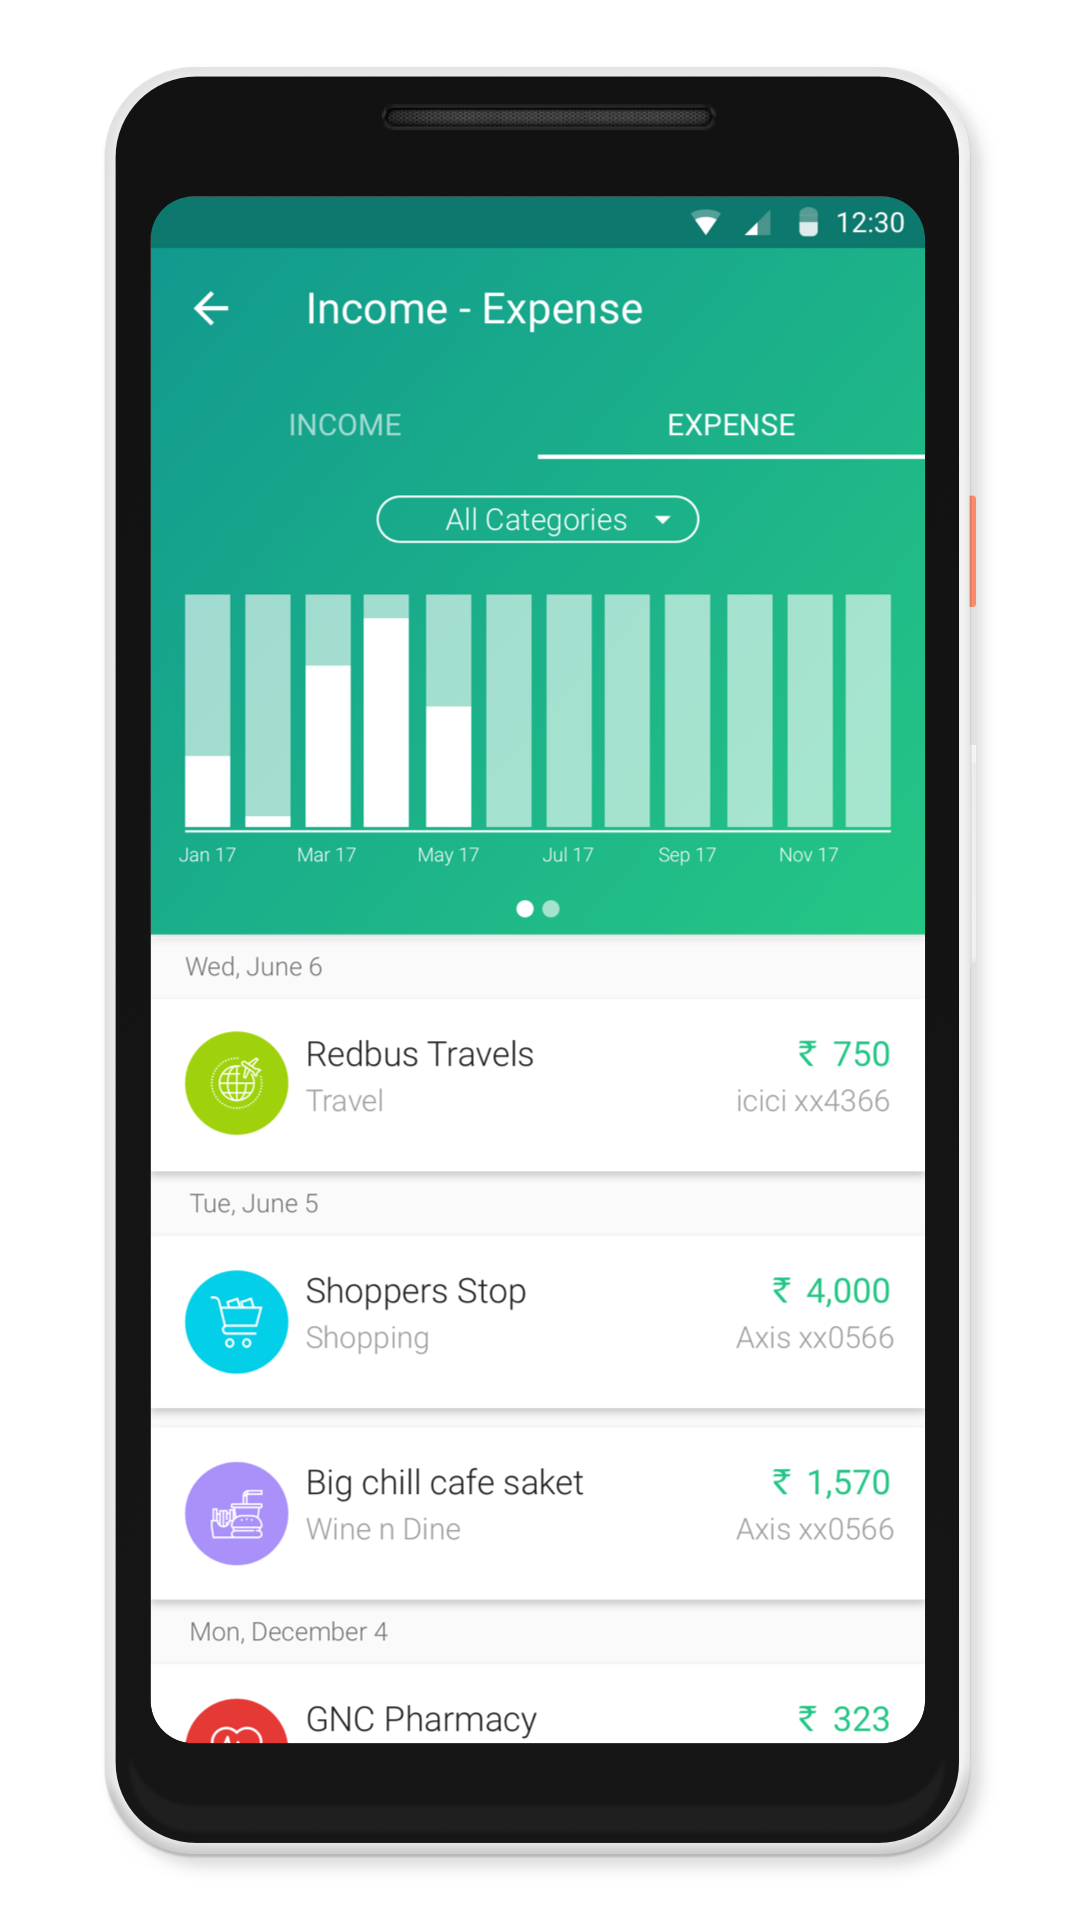 12:30
Income - Expense
INCOME EXPENSE
All Categories
Jan 17 Mar 17 May 17 Jul 17 Sep 17 Nov 17
Wed, June 6
Redbus Travels ₹ 750
Travel icici xx4366
Tue, June 5
Shoppers Stop ₹ 4,000
Shopping Axis xx0566
Big chill cafe saket ₹ 1,570
Wine n Dine Axis xx0566
Mon, December 4
GNC Pharmacy ₹ 323